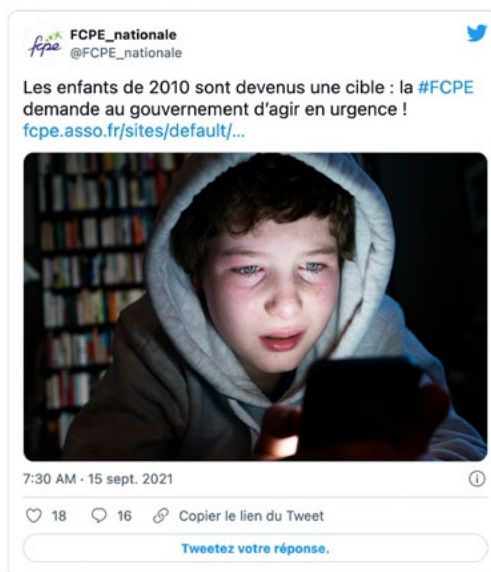 fcpe
FCPE_nationale
@FCPE_nationale
Les enfants de 2010 sont devenus une cible : la #FCPE
demande au gouvernement d'agir en urgence !
fcpe.asso.fr/sites/default/...
7:30 AM · 15 sept. 2021
18 16 Copier le lien du Tweet
Tweetez votre réponse.